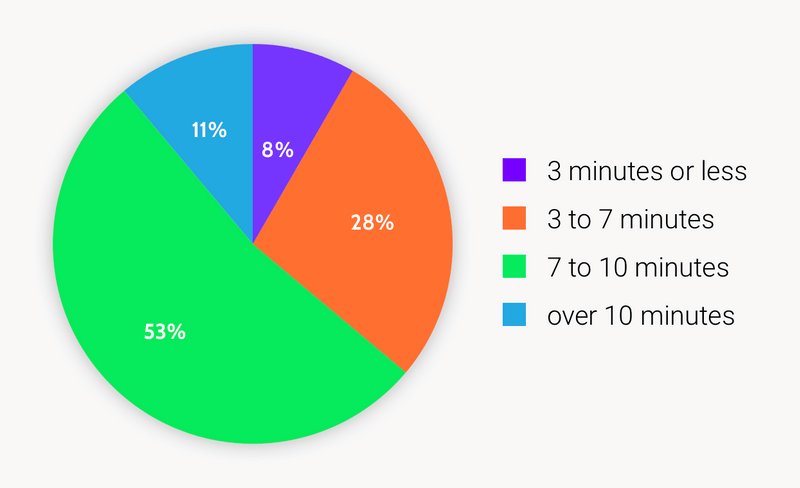 11%
8%
28%
53%
3 minutes or less
3 to 7 minutes
7 to 10 minutes
over 10 minutes